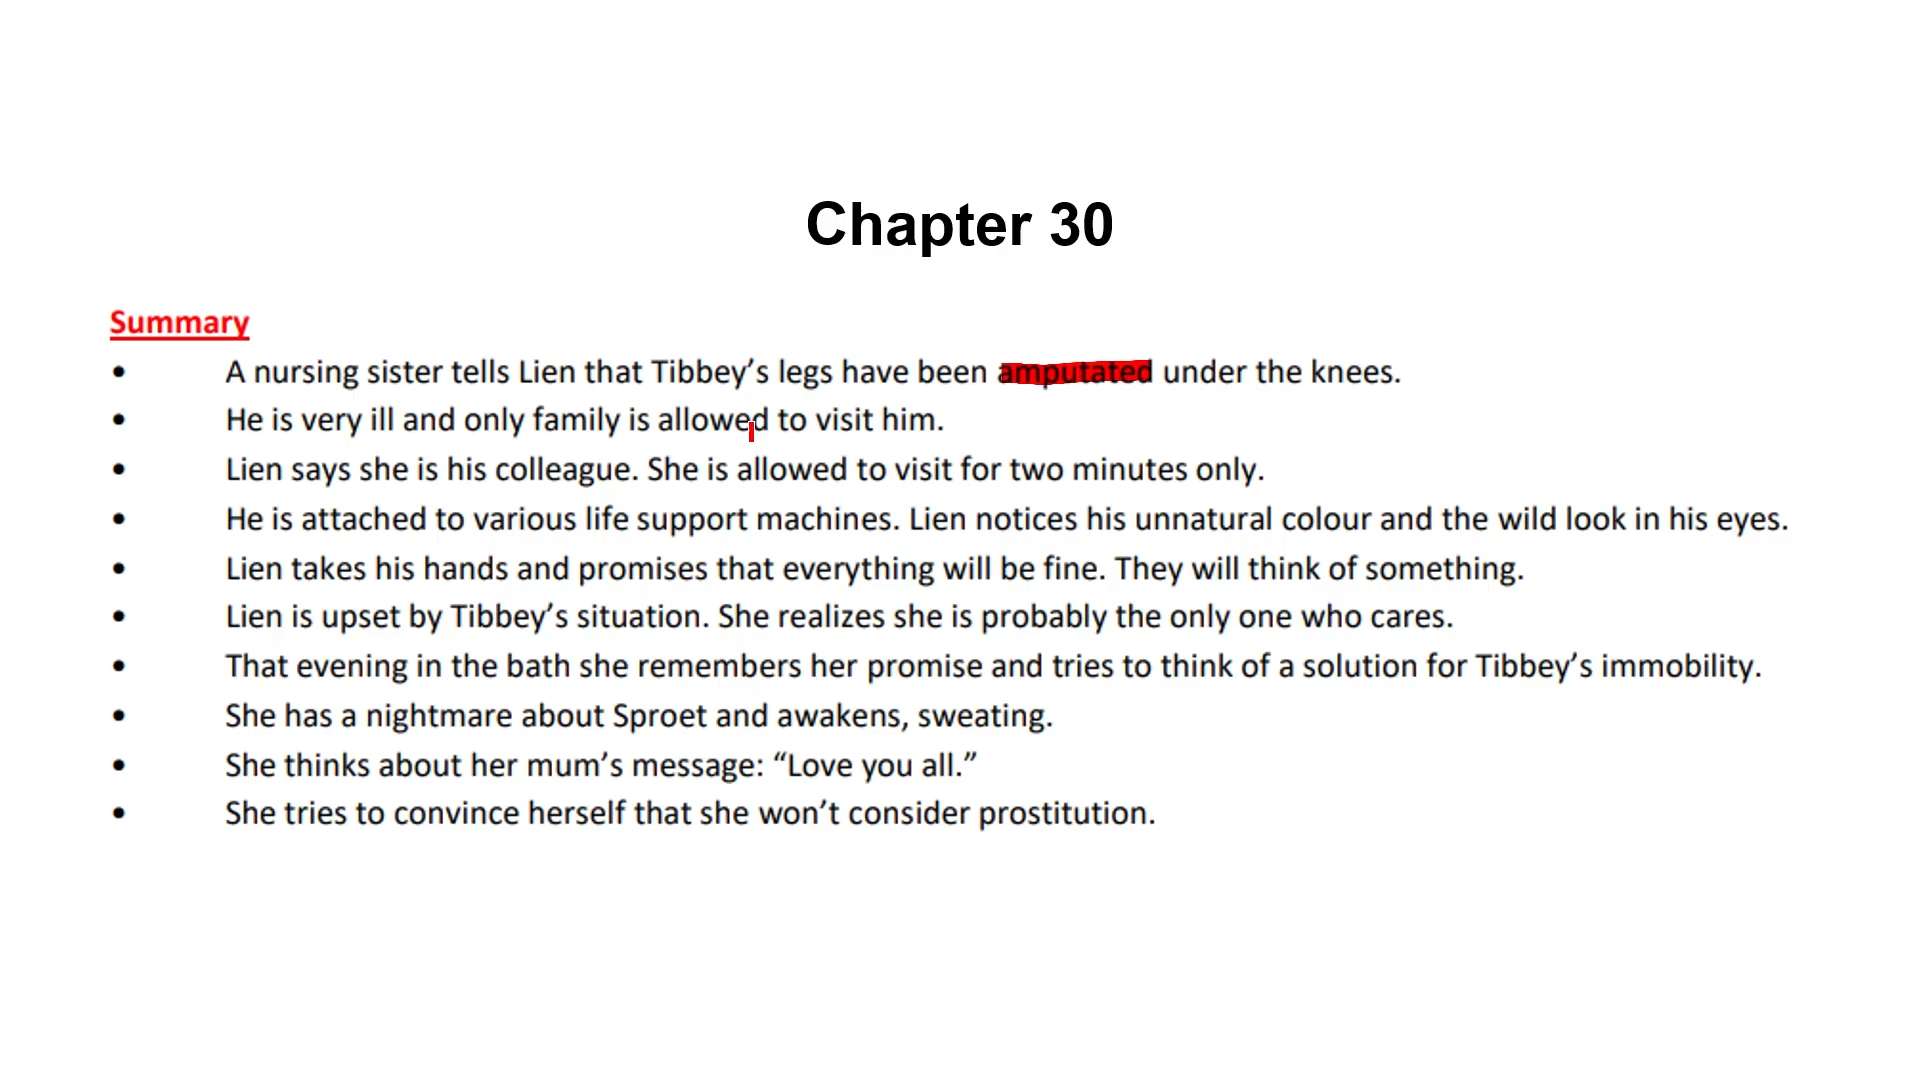 Chapter 30
Summary
• A nursing sister tells Lien that Tibbey’s legs have been amputated under the knees.
• He is very ill and only family is allowed to visit him.
• Lien says she is his colleague. She is allowed to visit for two minutes only.
• He is attached to various life support machines. Lien notices his unnatural colour and the wild look in his eyes.
• Lien takes his hands and promises that everything will be fine. They will think of something.
• Lien is upset by Tibbey’s situation. She realizes she is probably the only one who cares.
• That evening in the bath she remembers her promise and tries to think of a solution for Tibbey’s immobility.
• She has a nightmare about Sproet and awakens, sweating.
• She thinks about her mum’s message: “Love you all.”
• She tries to convince herself that she won’t consider prostitution.